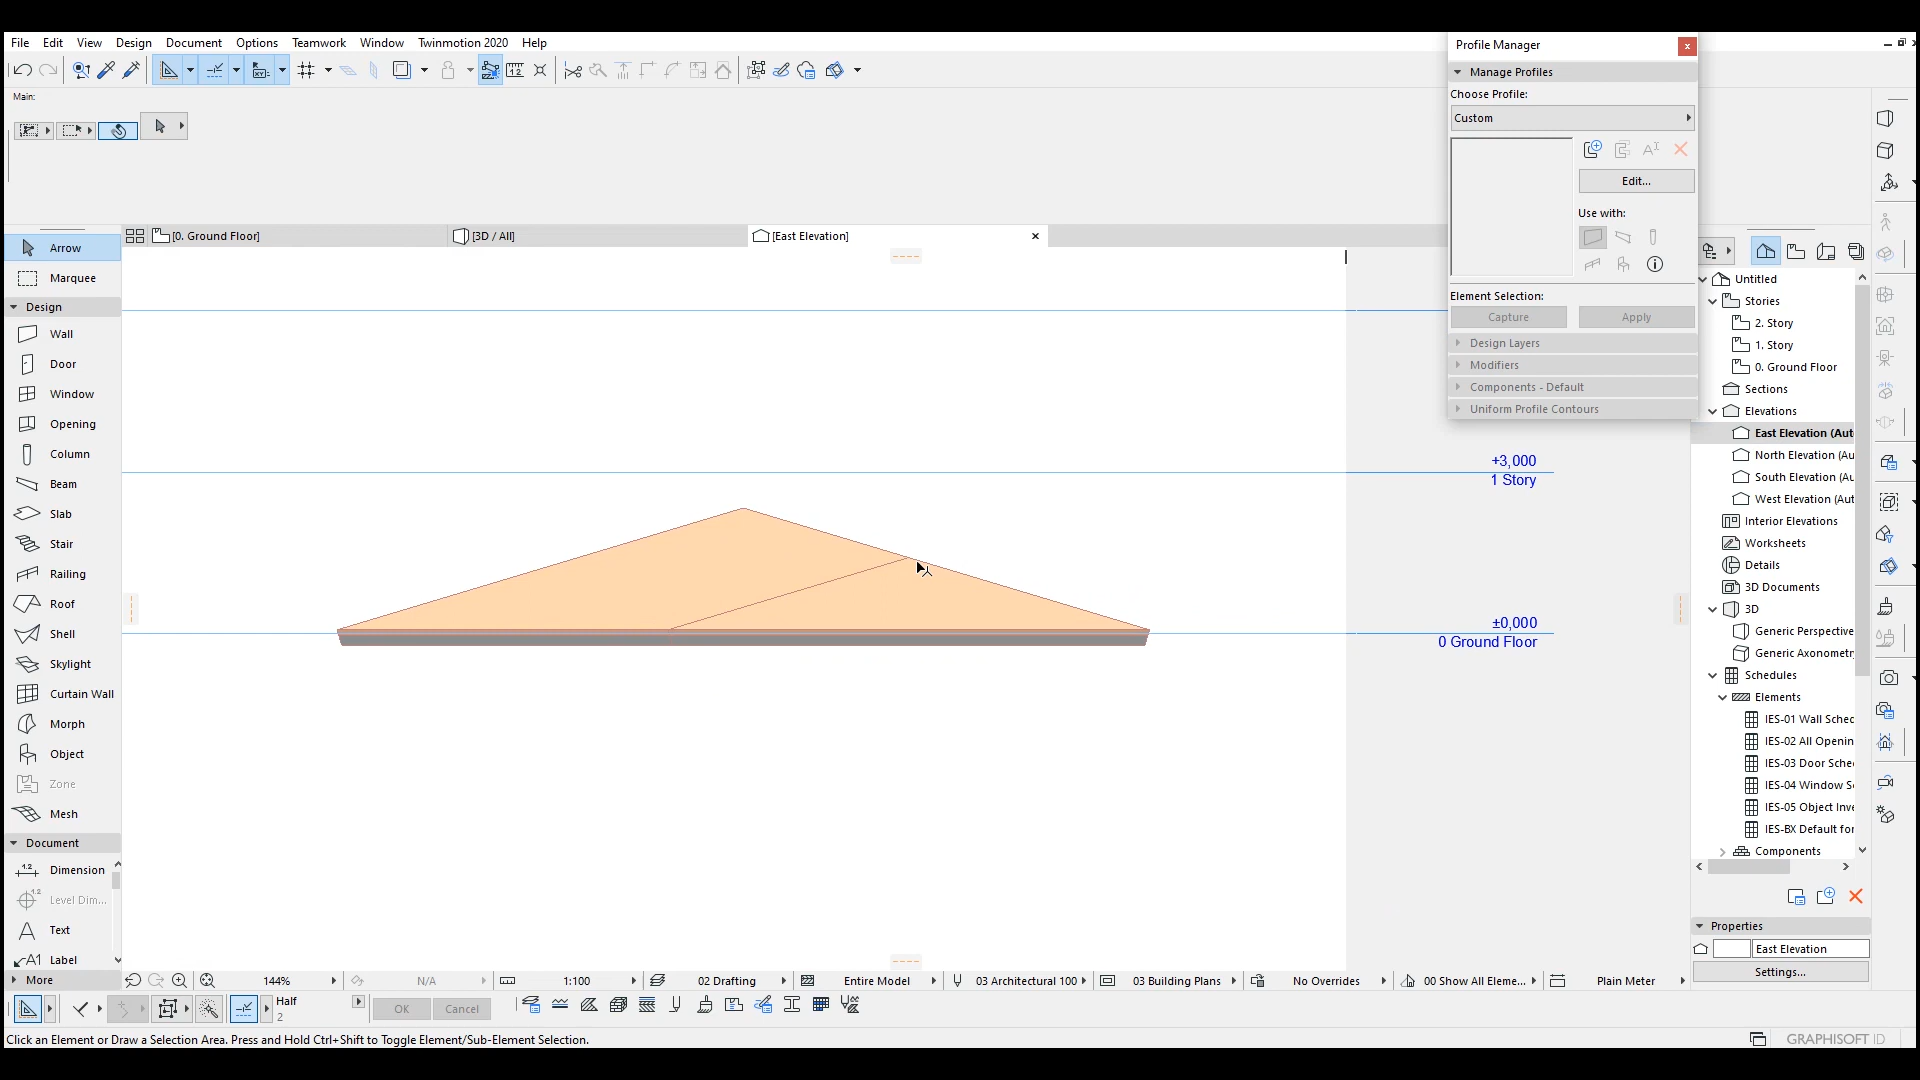 File Edit View Design Document Options Teamwork Window Twinmotion 2020 Help
Main:
[0. Ground Floor]
[3D / All]
[East Elevation]
Arrow
Marquee
Design
Wall
Door
Window
Opening
Column
Beam
Slab
Stair
Railing
Roof
Shell
Skylight
Curtain Wall
Morph
Object
Zone
Mesh
Document
Dimension
Level Dim...
Text
Label
More
+3,000
1 Story
±0,000
0 Ground Floor
Profile Manager
Manage Profiles
Choose Profile:
Custom
Edit...
Use with:
Element Selection:
Capture Apply
Design Layers
Modifiers
Components - Default
Uniform Profile Contours
Untitled
Stories
2. Story
1. Story
0. Ground Floor
Sections
Elevations
East Elevation (Aut
North Elevation (Au
South Elevation (Au
West Elevation (Aut
Interior Elevations
Worksheets
Details
3D Documents
3D
Generic Perspective
Generic Axonometr
Schedules
Elements
IES-01 Wall Sched
IES-02 All Openin
IES-03 Door Sche
IES-04 Window S
IES-05 Object Inve
IES-BX Default for
Components
Properties
East Elevation
Settings...
144% N/A 1:100 02 Drafting Entire Model 03 Architectural 100 03 Building Plans No Overrides 00 Show All Eleme... Plain Meter
Half
2
OK Cancel
Click an Element or Draw a Selection Area. Press and Hold Ctrl+Shift to Toggle Element/Sub-Element Selection.
GRAPHISOFT ID